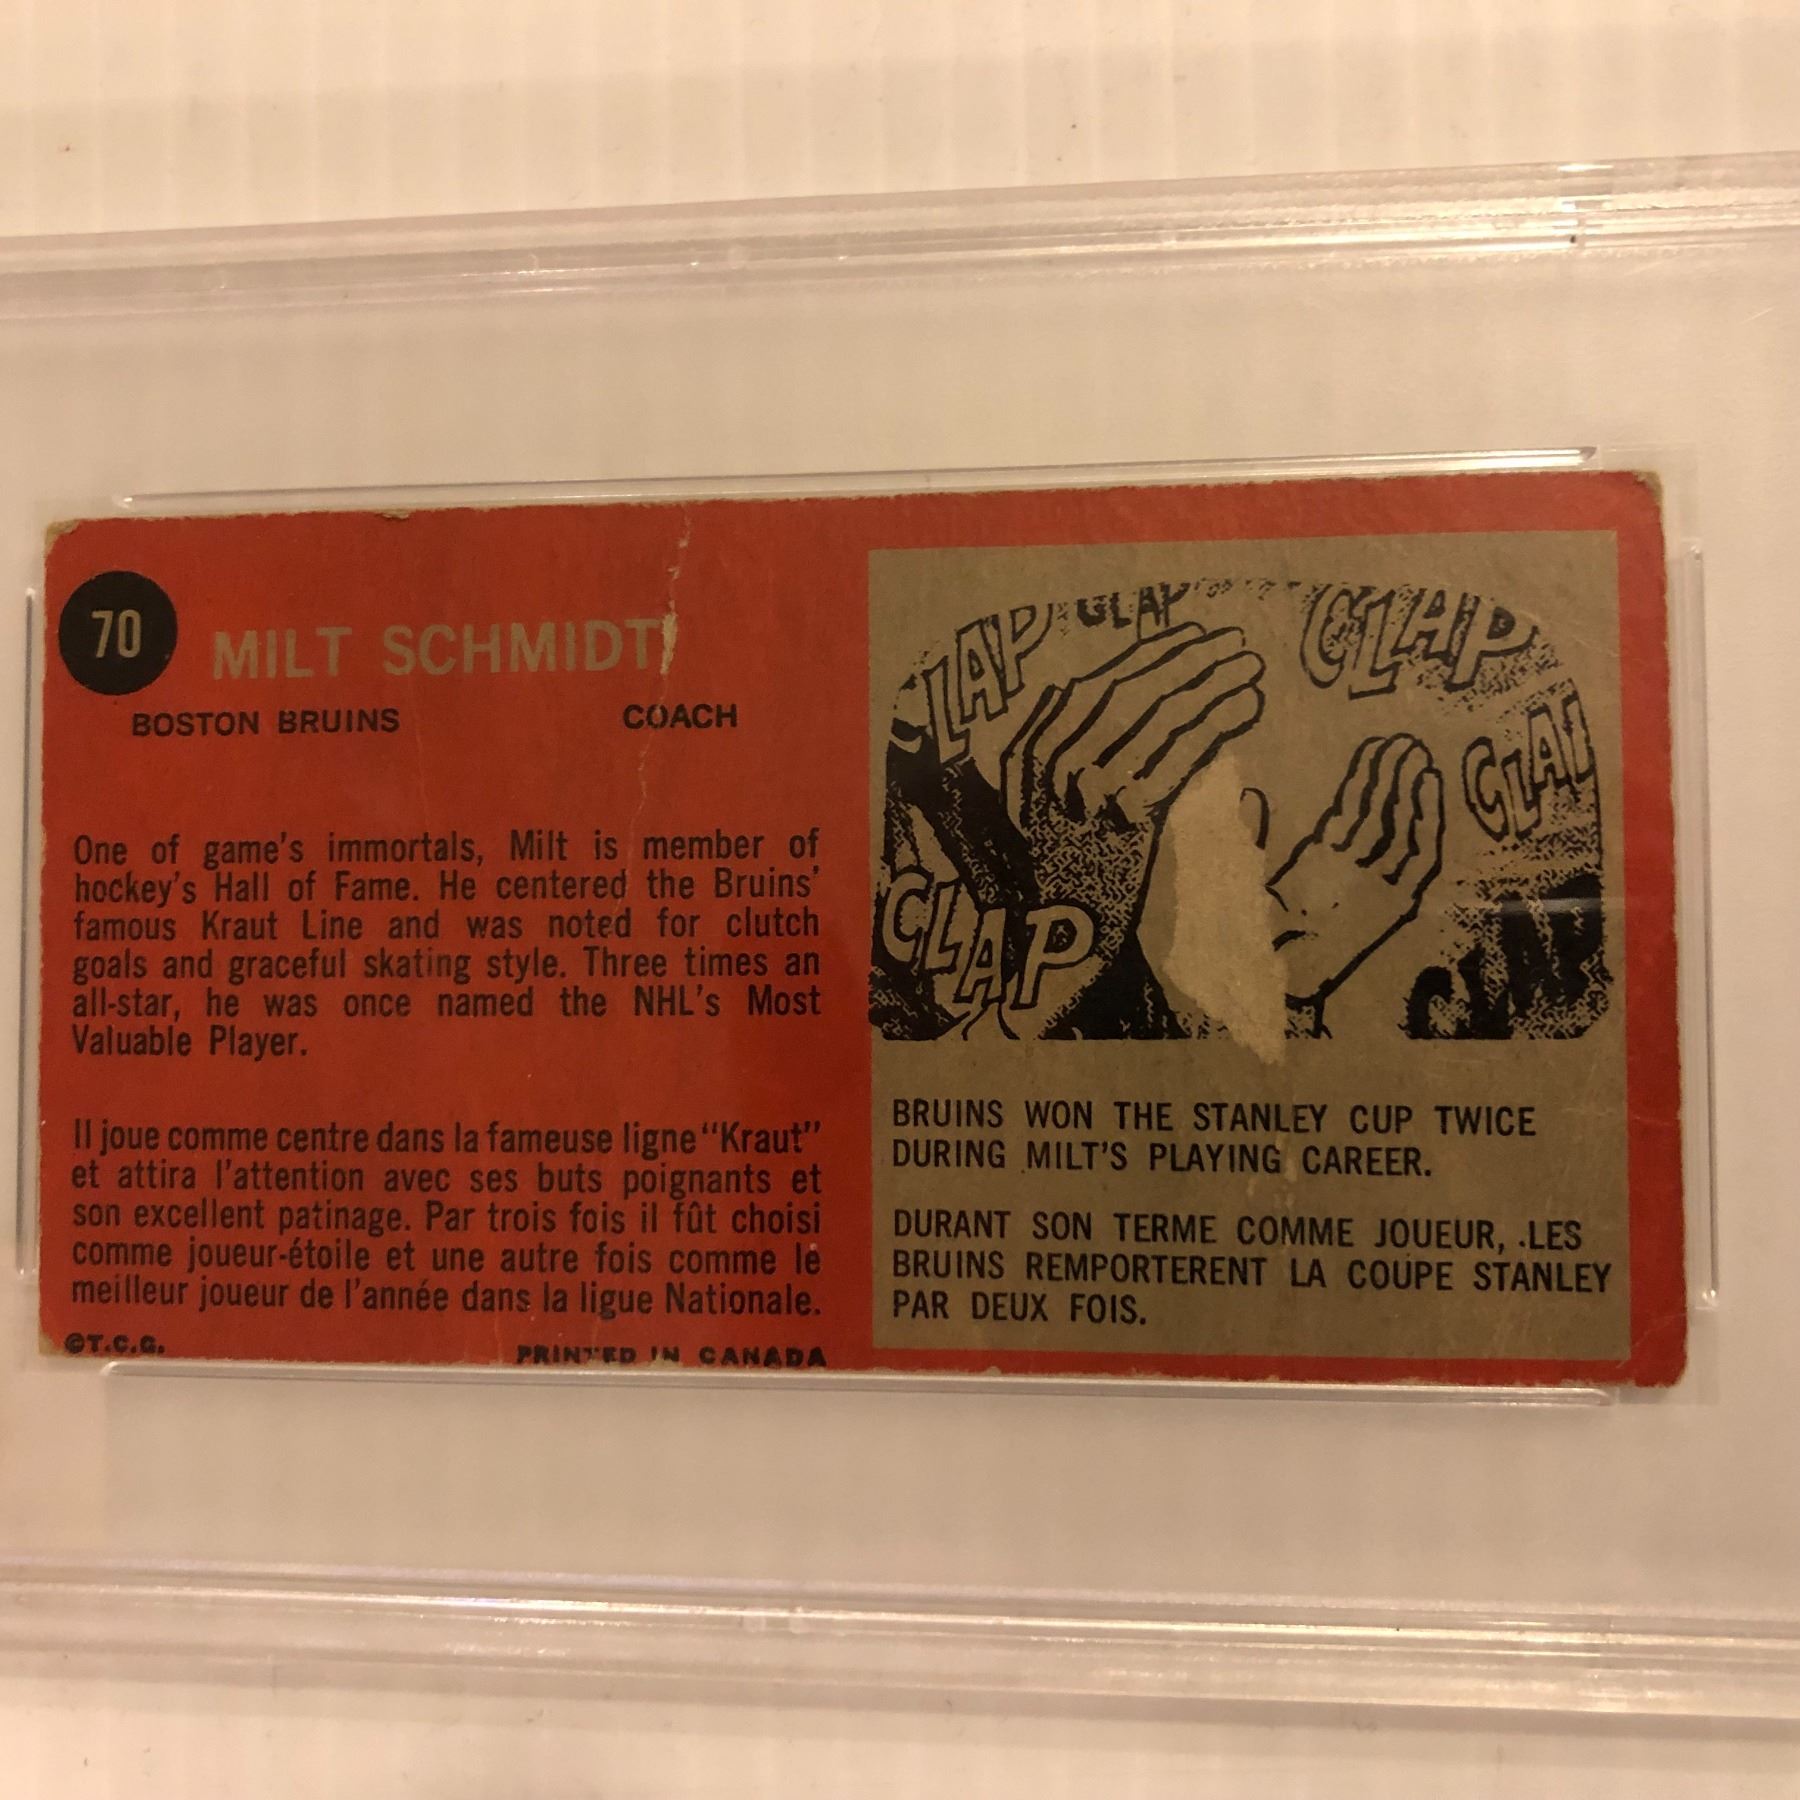 70
MILT SCHMIDT
BOSTON BRUINS COACH
One of game's immortals, Milt is member of
hockey's Hall of Fame. He centered the Bruins'
famous Kraut Line and was noted for clutch
goals and graceful skating style. Three times an
all-star, he was once named the NHL's Most
Valuable Player.
Il joue comme centre dans la fameuse ligne "Kraut"
et attira l'attention avec ses buts poignants et
son excellent patinage. Par trois fois il fût choisi
comme joueur-étoile et une autre fois comme le
meilleur joueur de l'année dans la ligue Nationale.
©T.C.G. PRINTED IN CANADA
CLAP CLAP CLAP
CLAP
CLAP
CLAP
BRUINS WON THE STANLEY CUP TWICE
DURING MILT'S PLAYING CAREER.
DURANT SON TERME COMME JOUEUR, LES
BRUINS REMPORTERENT LA COUPE STANLEY
PAR DEUX FOIS.